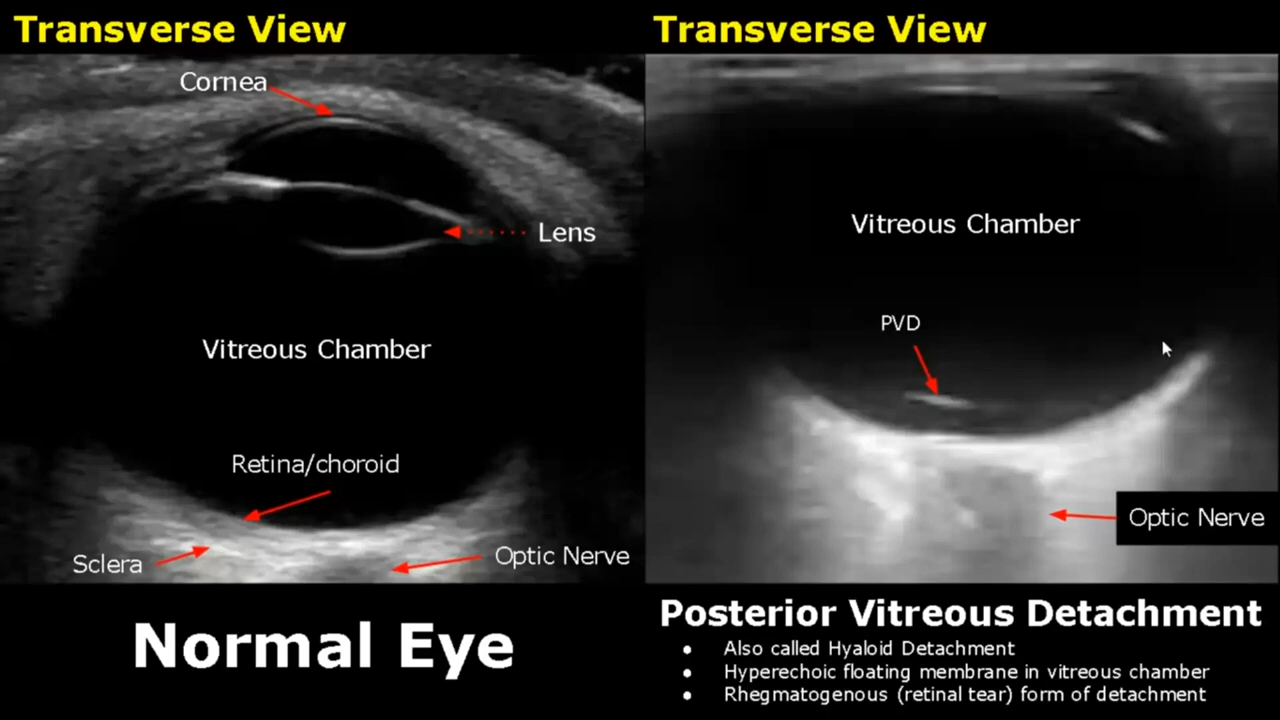 Transverse View
Cornea
Lens
Vitreous Chamber
Retina/choroid
Sclera
Optic Nerve
Normal Eye
Transverse View
Vitreous Chamber
PVD
Optic Nerve
Posterior Vitreous Detachment
• Also called Hyaloid Detachment
• Hyperechoic floating membrane in vitreous chamber
• Rhegmatogenous (retinal tear) form of detachment